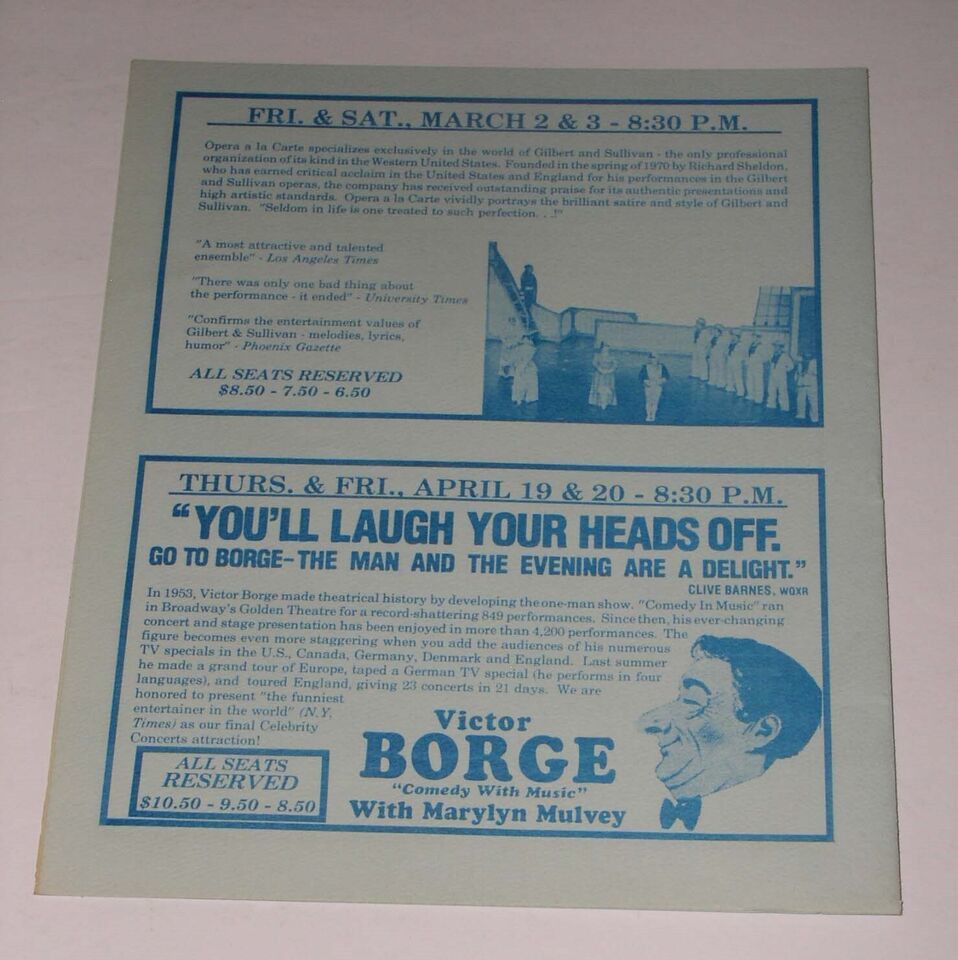 FRI. & SAT., MARCH 2 & 3 - 8:30 P.M.
Opera a la Carte specializes exclusively in the world of Gilbert and Sullivan - the only professional
organization of its kind in the Western United States. Founded in the spring of 1970 by Richard Sheldon,
who has earned critical acclaim in the United States and England for his performances in the Gilbert
and Sullivan operas, the company has received outstanding praise for its authentic presentations and
high artistic standards. Opera a la Carte vividly portrays the brilliant satire and style of Gilbert and
Sullivan. "Seldom in life is one treated to such perfection. . .!"
"A most attractive and talented
ensemble" - Los Angeles Times
"There was only one bad thing about
the performance - it ended" - University Times
"Confirms the entertainment values of
Gilbert & Sullivan - melodies, lyrics,
humor" - Phoenix Gazette
ALL SEATS RESERVED
$8.50 - 7.50 - 6.50
THURS. & FRI., APRIL 19 & 20 - 8:30 P.M.
"YOU'LL LAUGH YOUR HEADS OFF.
GO TO BORGE-THE MAN AND THE EVENING ARE A DELIGHT."
CLIVE BARNES, WQXR
In 1953, Victor Borge made theatrical history by developing the one-man show. "Comedy In Music" ran
in Broadway's Golden Theatre for a record-shattering 849 performances. Since then, his ever-changing
concert and stage presentation has been enjoyed in more than 4,200 performances. The
figure becomes even more staggering when you add the audiences of his numerous
TV specials in the U.S., Canada, Germany, Denmark and England. Last summer
he made a grand tour of Europe, taped a German TV special (he performs in four
languages), and toured England, giving 23 concerts in 21 days. We are
honored to present "the funniest
entertainer in the world" (N.Y.
Times) as our final Celebrity
Concerts attraction!
Victor
BORGE
"Comedy With Music"
With Marylyn Mulvey
ALL SEATS
RESERVED
$10.50 - 9.50 - 8.50